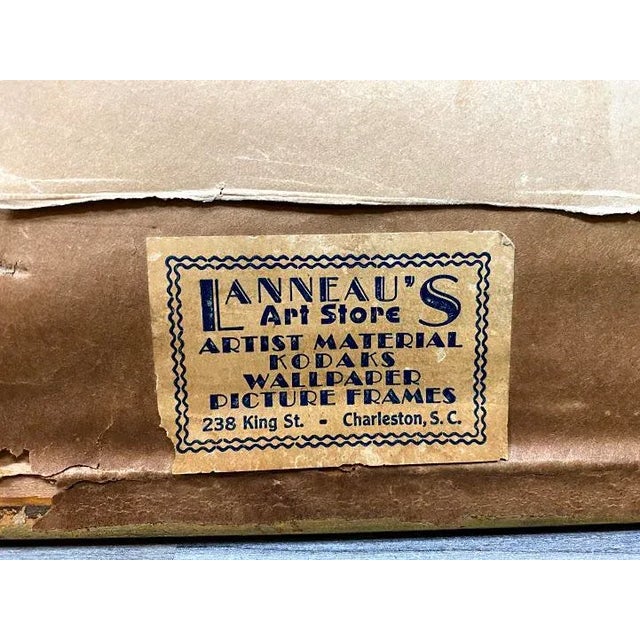 LANNEAU'S
Art Store
ARTIST MATERIAL
KODAKS
WALLPAPER
PICTURE FRAMES
238 King St. - Charleston, S. C.